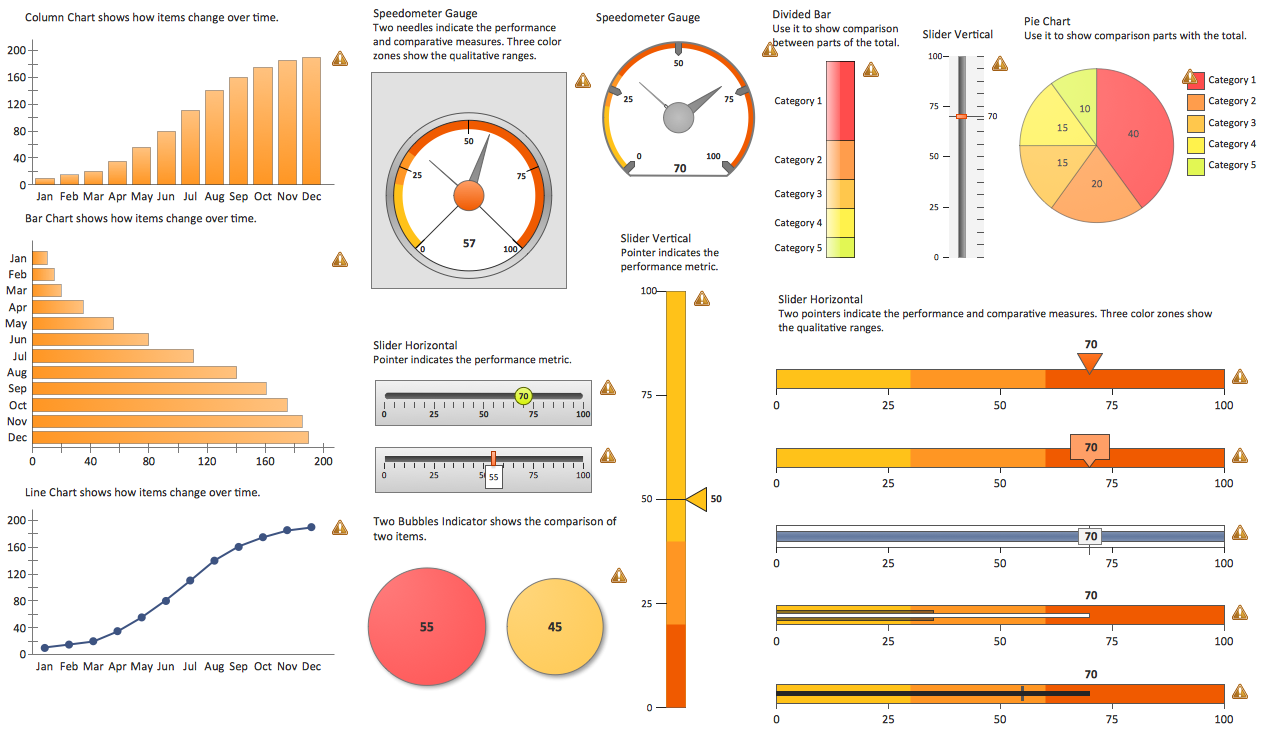 Column Chart shows how items change over time.
200
160
120
80
40
0
Jan Feb Mar Apr May Jun Jul Aug Sep Oct Nov Dec
Bar Chart shows how items change over time.
Jan
Feb
Mar
Apr
May
Jun
Jul
Aug
Sep
Oct
Nov
Dec
0 40 80 120 160 200
Line Chart shows how items change over time.
200
160
120
80
40
0
Jan Feb Mar Apr May Jun Jul Aug Sep Oct Nov Dec
Speedometer Gauge
Two needles indicate the performance
and comparative measures. Three color
zones show the qualitative ranges.
50
25 75
0 100
57
Slider Horizontal
Pointer indicates the performance metric.
70
0 25 50 75 100
0 25 75 100
55
Two Bubbles Indicator shows the comparison of
two items.
55 45
Speedometer Gauge
50
25 75
0 100
70
Slider Vertical
Pointer indicates the
performance metric.
100
75
50 50
25
0
Divided Bar
Use it to show comparison
between parts of the total.
Category 1
Category 2
Category 3
Category 4
Category 5
Slider Vertical
100
75
70
50
25
0
Pie Chart
Use it to show comparison parts with the total.
40
20
15
15
10
Category 1
Category 2
Category 3
Category 4
Category 5
Slider Horizontal
Two pointers indicate the performance and comparative measures. Three color zones show
the qualitative ranges.
70
0 25 50 75 100
70
0 25 50 75 100
70
0 25 50 75 100
70
0 25 50 75 100
70
0 25 50 75 100